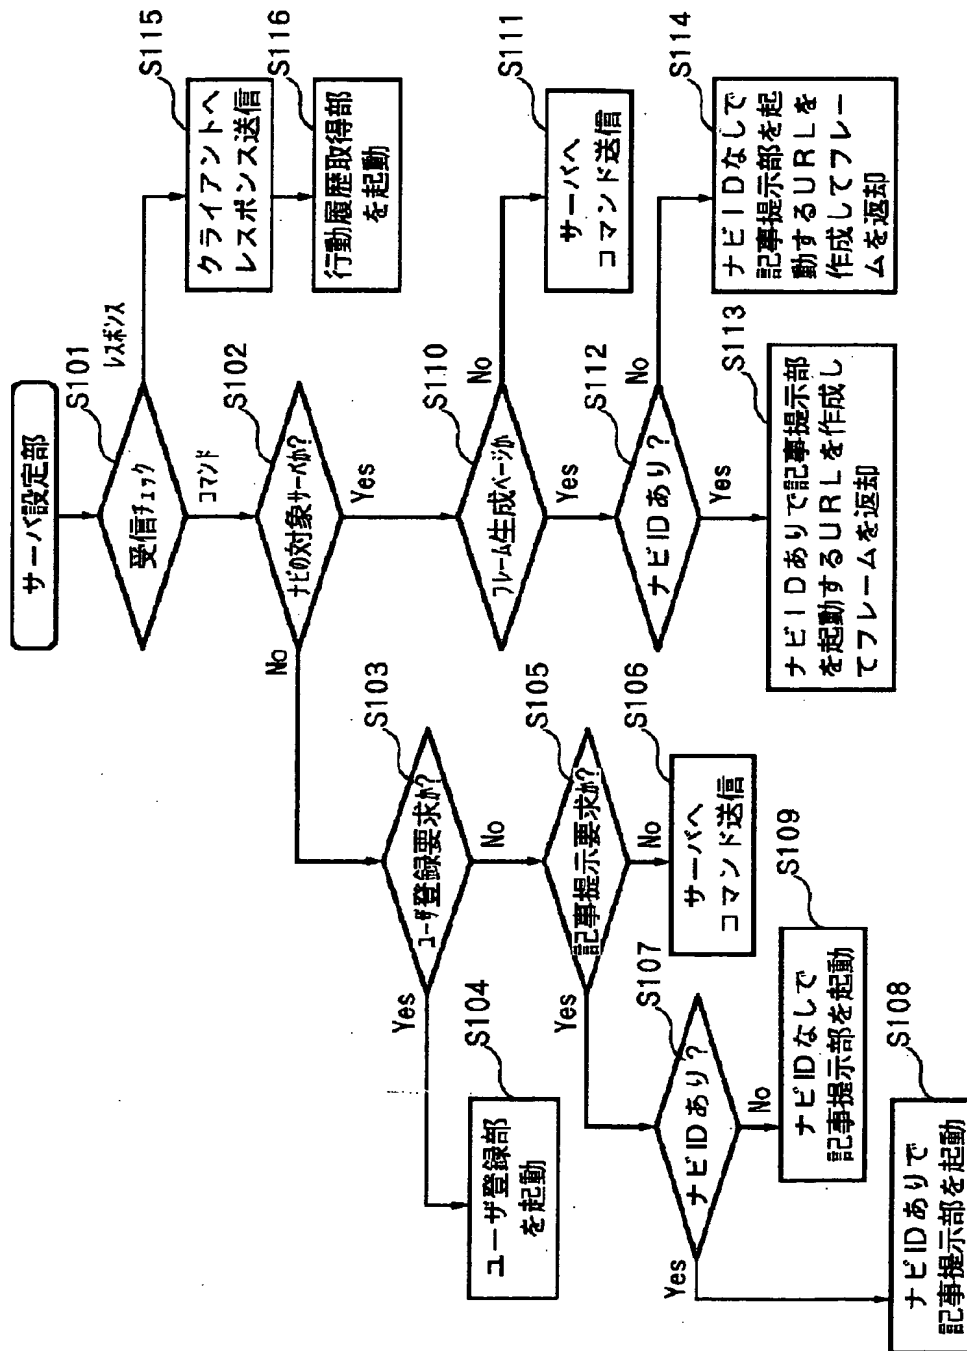 サーバ設定部
S101
受信チェック
レスポンス
コマンド
S115
クライアントへ
レスポンス送信
S116
行動履歴取得部
を起動
S102
ナビの対象サーバか?
No
Yes
S103
ユーザ登録要求か?
Yes
No
S104
ユーザ登録部
を起動
S105
記事提示要求か?
Yes
No
S106
サーバへ
コマンド送信
S107
ナビIDあり?
Yes
No
S108
ナビIDありで
記事提示部を起動
S109
ナビIDなしで
記事提示部を起動
S110
フレーム生成ページか
No
Yes
S111
サーバへ
コマンド送信
S112
ナビIDあり?
No
Yes
S113
ナビIDありで記事提示部
を起動するURLを作成し
てフレームを返却
S114
ナビIDなしで
記事提示部を起
動するURLを
作成してフレー
ムを返却